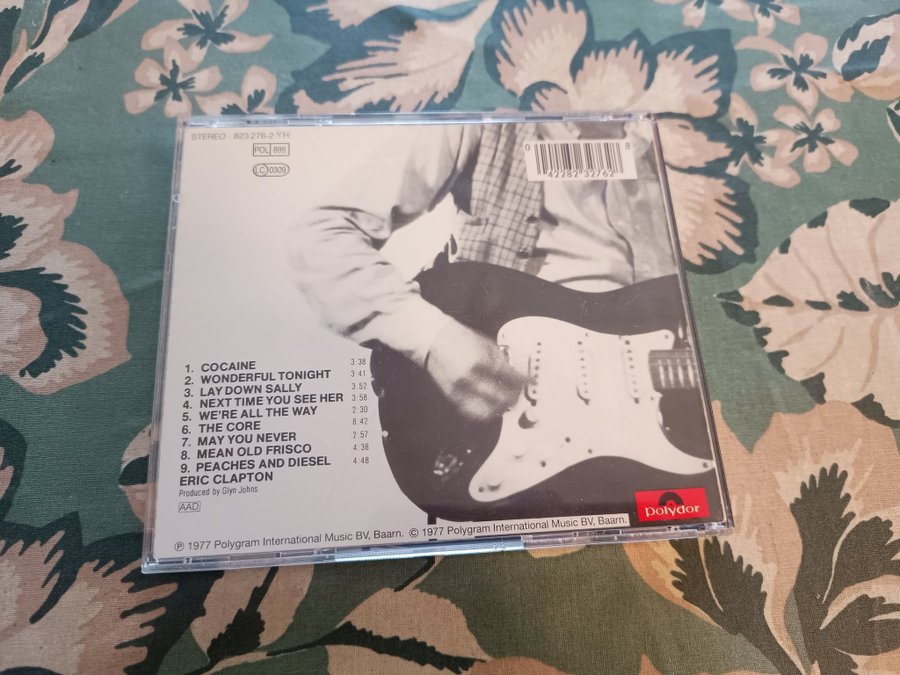 STEREO 823 276-2 YH
POL 899
LC 0309
0 42282 32762 8
1. COCAINE 3 38
2. WONDERFUL TONIGHT 3 41
3. LAY DOWN SALLY 3 52
4. NEXT TIME YOU SEE HER 3 58
5. WE'RE ALL THE WAY 2 30
6. THE CORE 8 42
7. MAY YOU NEVER 2 57
8. MEAN OLD FRISCO 4 38
9. PEACHES AND DIESEL 4 48
ERIC CLAPTON
Produced by Glyn Johns
AAD
polydor
℗ 1977 Polygram International Music BV, Baarn. © 1977 Polygram International Music BV, Baarn.